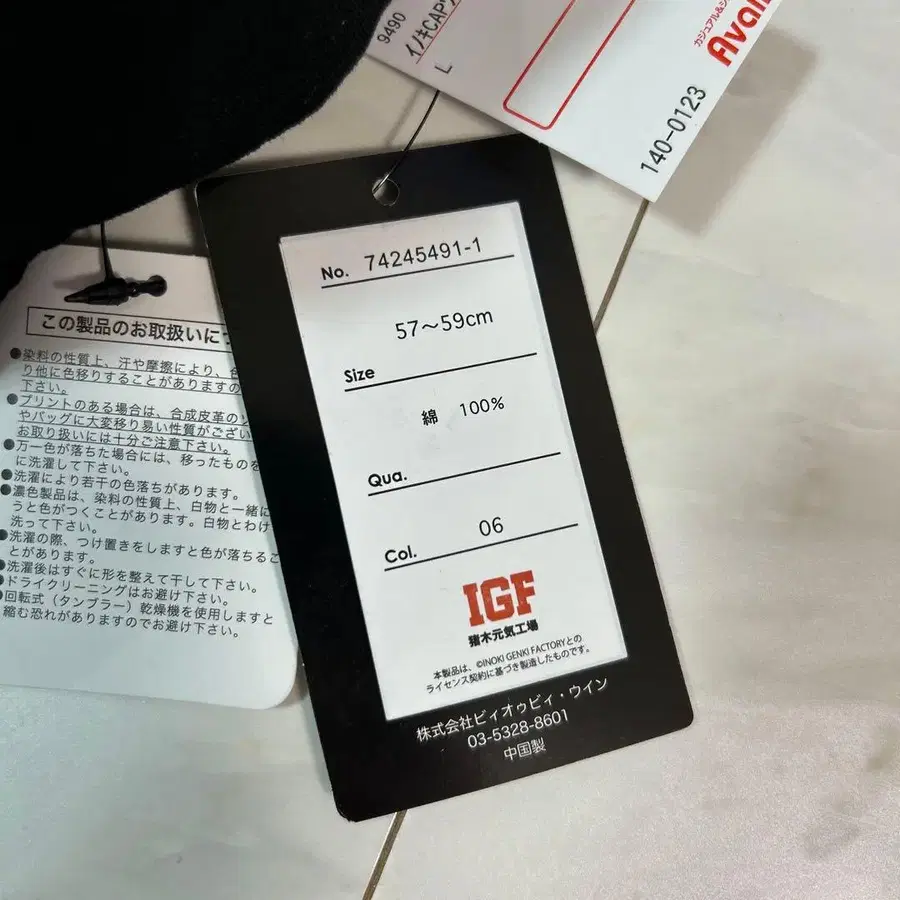 9490
イノキCAP
L
カジュアル&シ
Avai
140-0123
No. 74245491-1
57～59cm
Size
綿 100%
Qua.
06
Col.
IGF
猪木元気工場
本製品は、©INOKI GENKI FACTORYとの
ライセンス契約に基づき製造したものです。
株式会社ビィオゥビィ・ウイン
03-5328-8601
中国製
この製品のお取扱いにつ
●染料の性質上、汗や摩擦により、色
り他に色移りすることがありますの
下さい。
●プリントのある場合は、合成皮革のソ
やバッグに大変移り易い性質がござい
お取り扱いには十分ご注意下さい。
●万一色が落ちた場合には、移ったものを
に洗濯して下さい。
●洗濯により若干の色落ちがあります。
●濃色製品は、染料の性質上、白物と一緒に
うと色がつくことがあります。白物とわけ
洗って下さい。
●洗濯の際、つけ置きをしますと色が落ちるこ
とがあります。
●洗濯後はすぐに形を整えて干して下さい。
●ドライクリーニングはお避け下さい。
●回転式（タンブラー）乾燥機を使用しますと
縮む恐れがありますのでお避け下さい。